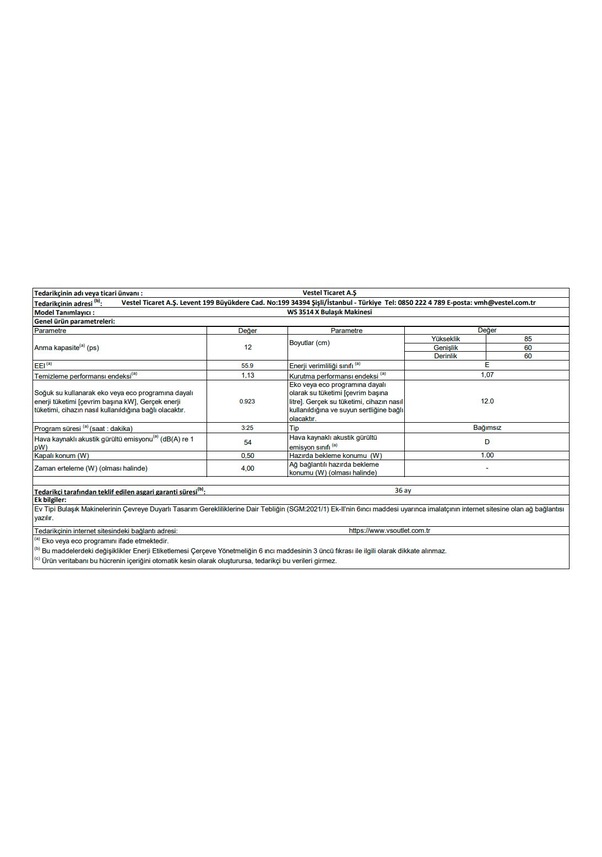 Tedarikçinin adı veya ticari ünvanı : Vestel Ticaret A.Ş
Tedarikçinin adresi (b): Vestel Ticaret A.Ş. Levent 199 Büyükdere Cad. No:199 34394 Şişli/İstanbul - Türkiye Tel: 0850 222 4 789 E-posta: vmh@vestel.com.tr
Model Tanımlayıcı : WS 3514 X Bulaşık Makinesi
Genel ürün parametreleri:
Parametre Değer Parametre Değer
Anma kapasite(a) (ps) 12 Boyutlar (cm) Yükseklik 85
Genişlik 60
Derinlik 60
EEI (a) 55.9 Enerji verimliliği sınıfı (a) E
Temizleme performansı endeksi(a) 1,13 Kurutma performansı endeksi (a) 1,07
Soğuk su kullanarak eko veya eco programına dayalı
enerji tüketimi [çevrim başına kW], Gerçek enerji
tüketimi, cihazın nasıl kullanıldığına bağlı olacaktır.
0.923
Eko veya eco programına dayalı
olarak su tüketimi [çevrim başına
litre]. Gerçek su tüketimi, cihazın nasıl
kullanıldığına ve suyun sertliğine bağlı
olacaktır.
12.0
Program süresi (a) (saat : dakika) 3:25 Tip Bağımsız
Hava kaynaklı akustik gürültü emisyonu(a) (dB(A) re 1
pW)
54
Hava kaynaklı akustik gürültü
emisyon sınıfı (a)
D
Kapalı konum (W) 0,50 Hazırda bekleme konumu (W) 1.00
Zaman erteleme (W) (olması halinde) 4,00
Ağ bağlantılı hazırda bekleme
konumu (W) (olması halinde)
-
Tedarikçi tarafından teklif edilen asgari garanti süresi(b): 36 ay
Ek bilgiler:
Ev Tipi Bulaşık Makinelerinin Çevreye Duyarlı Tasarım Gerekliliklerine Dair Tebliğin (SGM:2021/1) Ek-II'nin 6ıncı maddesi uyarınca imalatçının internet sitesine olan ağ bağlantısı
yazılır.
Tedarikçinin internet sitesindeki bağlantı adresi: https://www.vsoutlet.com.tr
(a) Eko veya eco programını ifade etmektedir.
(b) Bu maddelerdeki değişiklikler Enerji Etiketlemesi Çerçeve Yönetmeliğin 6 ıncı maddesinin 3 üncü fıkrası ile ilgili olarak dikkate alınmaz.
(c) Ürün veritabanı bu hücrenin içeriğini otomatik kesin olarak oluşturursa, tedarikçi bu verileri girmez.